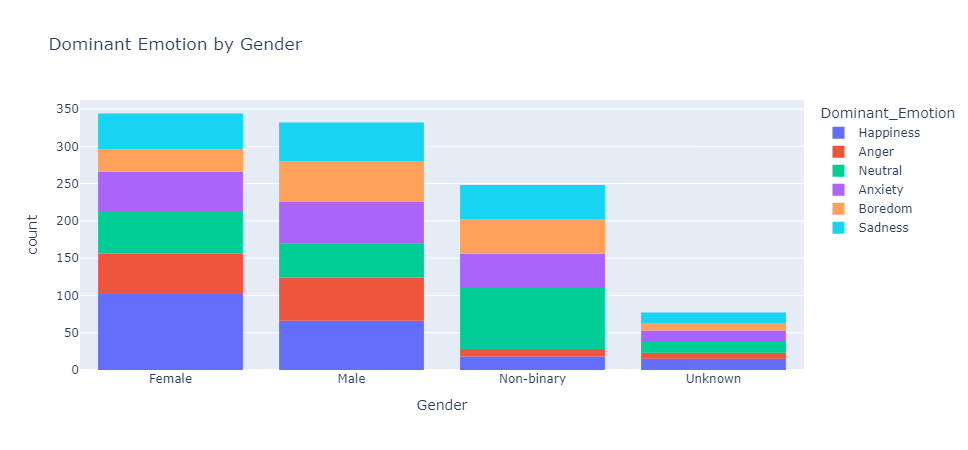 Dominant Emotion by Gender
350
300
250
200
150
100
50
0
count
Female
Male
Non-binary
Unknown
Gender
Dominant_Emotion
Happiness
Anger
Neutral
Anxiety
Boredom
Sadness